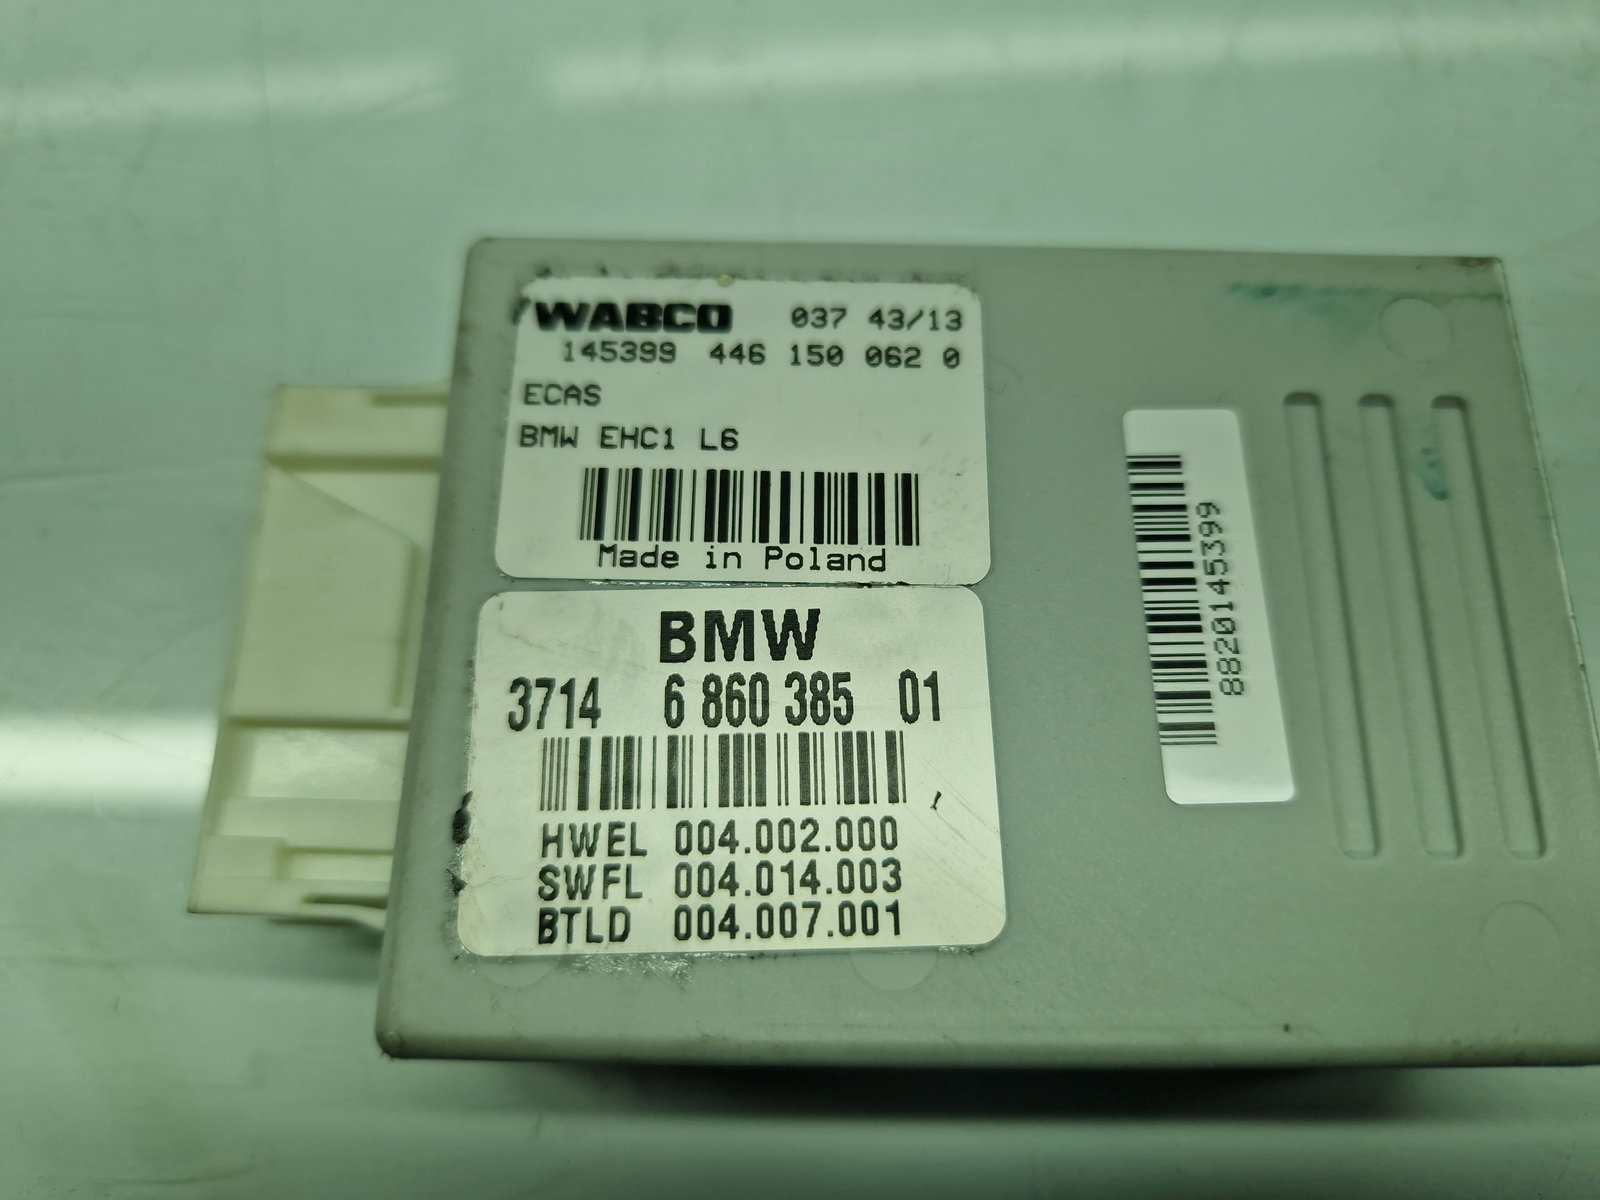 WABCO 037 43/13
145399 446 150 062 0
ECAS
BMW EHC1 L6
Made in Poland
BMW
3714 6 860 385 01
HWEL 004.002.000
SWFL 004.014.003
BTLD 004.007.001
8820145399